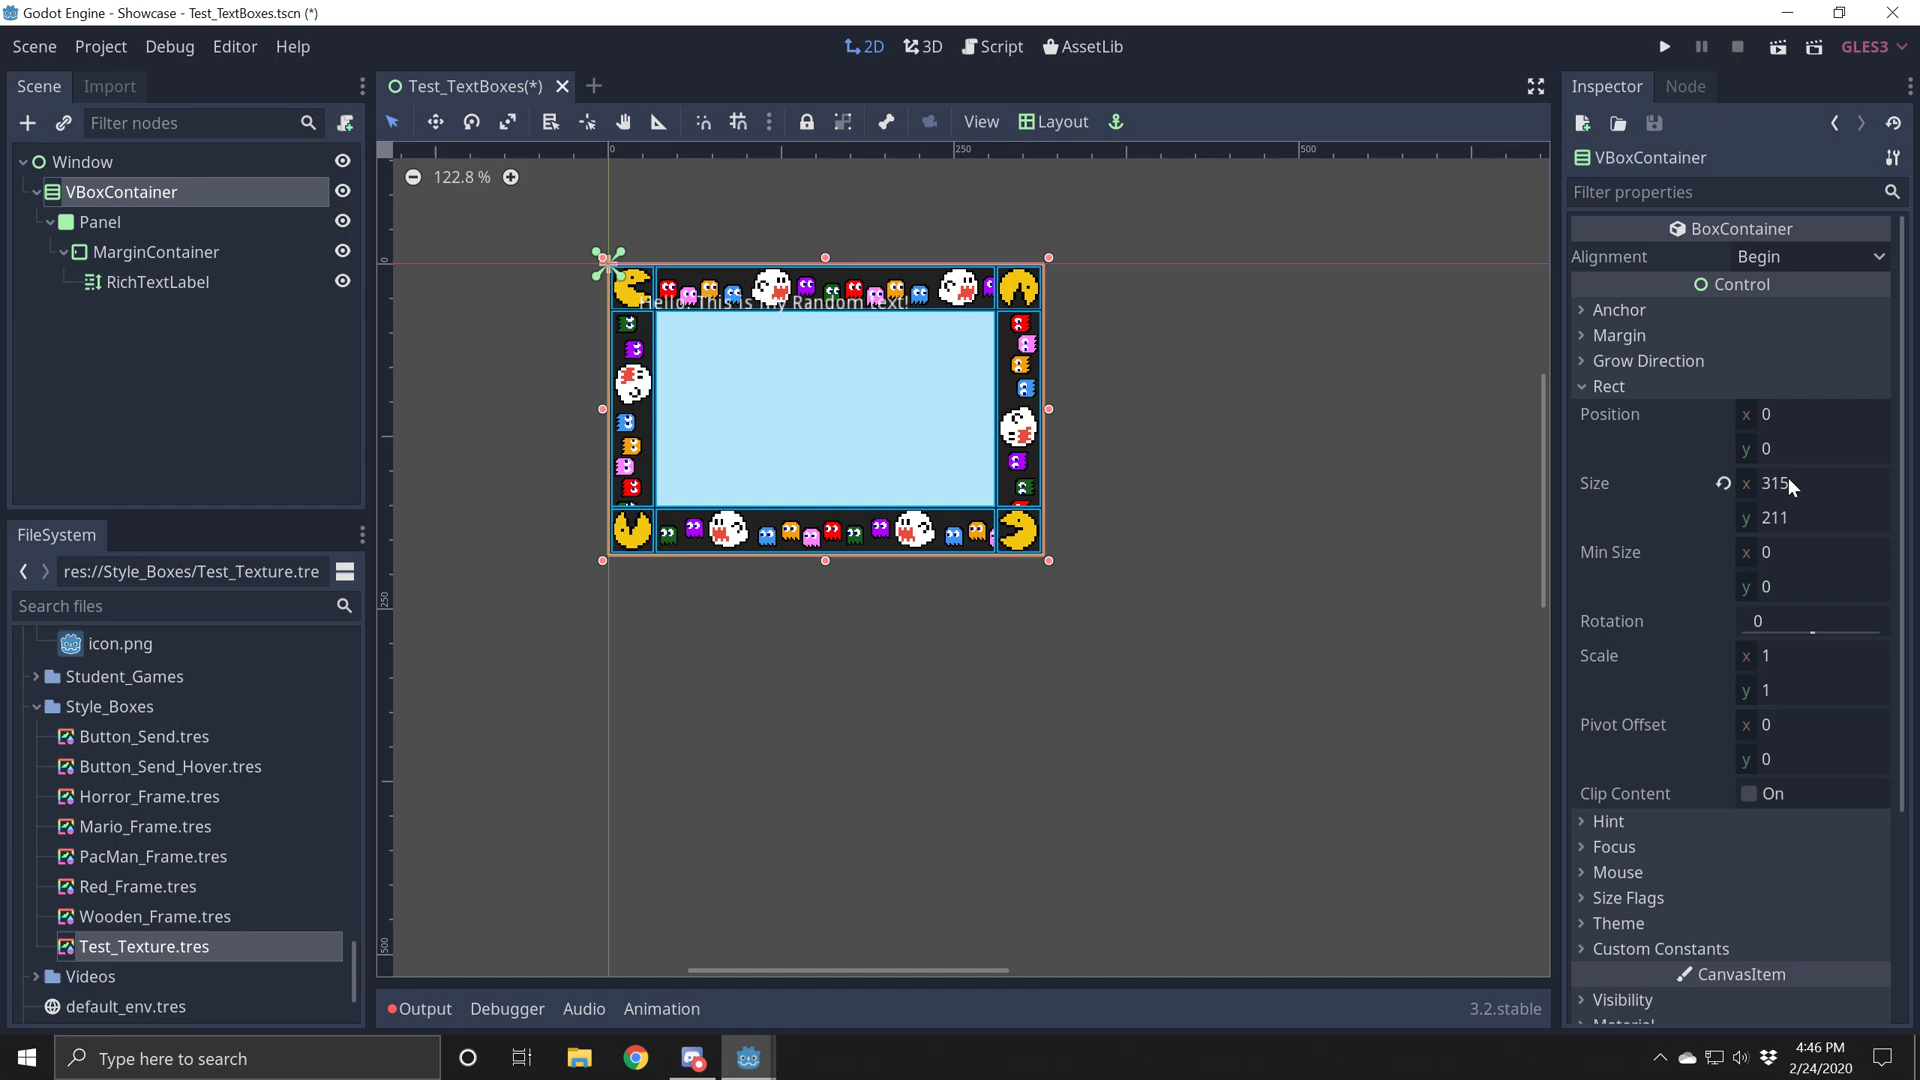 Godot Engine - Showcase - Test_TextBoxes.tscn (*)
Scene Project Debug Editor Help
2D 3D Script AssetLib
GLES3
Scene Import
Filter nodes
Window
VBoxContainer
Panel
MarginContainer
RichTextLabel
FileSystem
res://Style_Boxes/Test_Texture.tre
Search files
icon.png
Student_Games
Style_Boxes
Button_Send.tres
Button_Send_Hover.tres
Horror_Frame.tres
Mario_Frame.tres
PacMan_Frame.tres
Red_Frame.tres
Wooden_Frame.tres
Test_Texture.tres
Videos
default_env.tres
Test_TextBoxes(*)
View Layout
0 250 500
122.8 %
0
250
500
Hello! This is my Random text!
Output Debugger Audio Animation 3.2.stable
Inspector Node
VBoxContainer
Filter properties
BoxContainer
Alignment Begin
Control
Anchor
Margin
Grow Direction
Rect
Position x 0
y 0
Size x 315
y 211
Min Size x 0
y 0
Rotation 0
Scale x 1
y 1
Pivot Offset x 0
y 0
Clip Content On
Hint
Focus
Mouse
Size Flags
Theme
Custom Constants
CanvasItem
Visibility
Type here to search
4:46 PM
2/24/2020